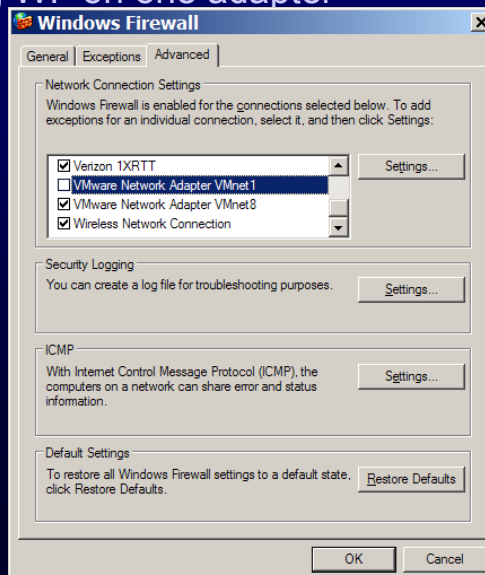 on one adapter
Windows Firewall
General Exceptions Advanced
Network Connection Settings
Windows Firewall is enabled for the connections selected below. To add
exceptions for an individual connection, select it, and then click Settings:
Verizon 1XRTT
VMware Network Adapter VMnet1
VMware Network Adapter VMnet8
Wireless Network Connection
Settings...
Security Logging
You can create a log file for troubleshooting purposes.
Settings...
ICMP
With Internet Control Message Protocol (ICMP), the
computers on a network can share error and status
information.
Settings...
Default Settings
To restore all Windows Firewall settings to a default state,
click Restore Defaults.
Restore Defaults
OK Cancel